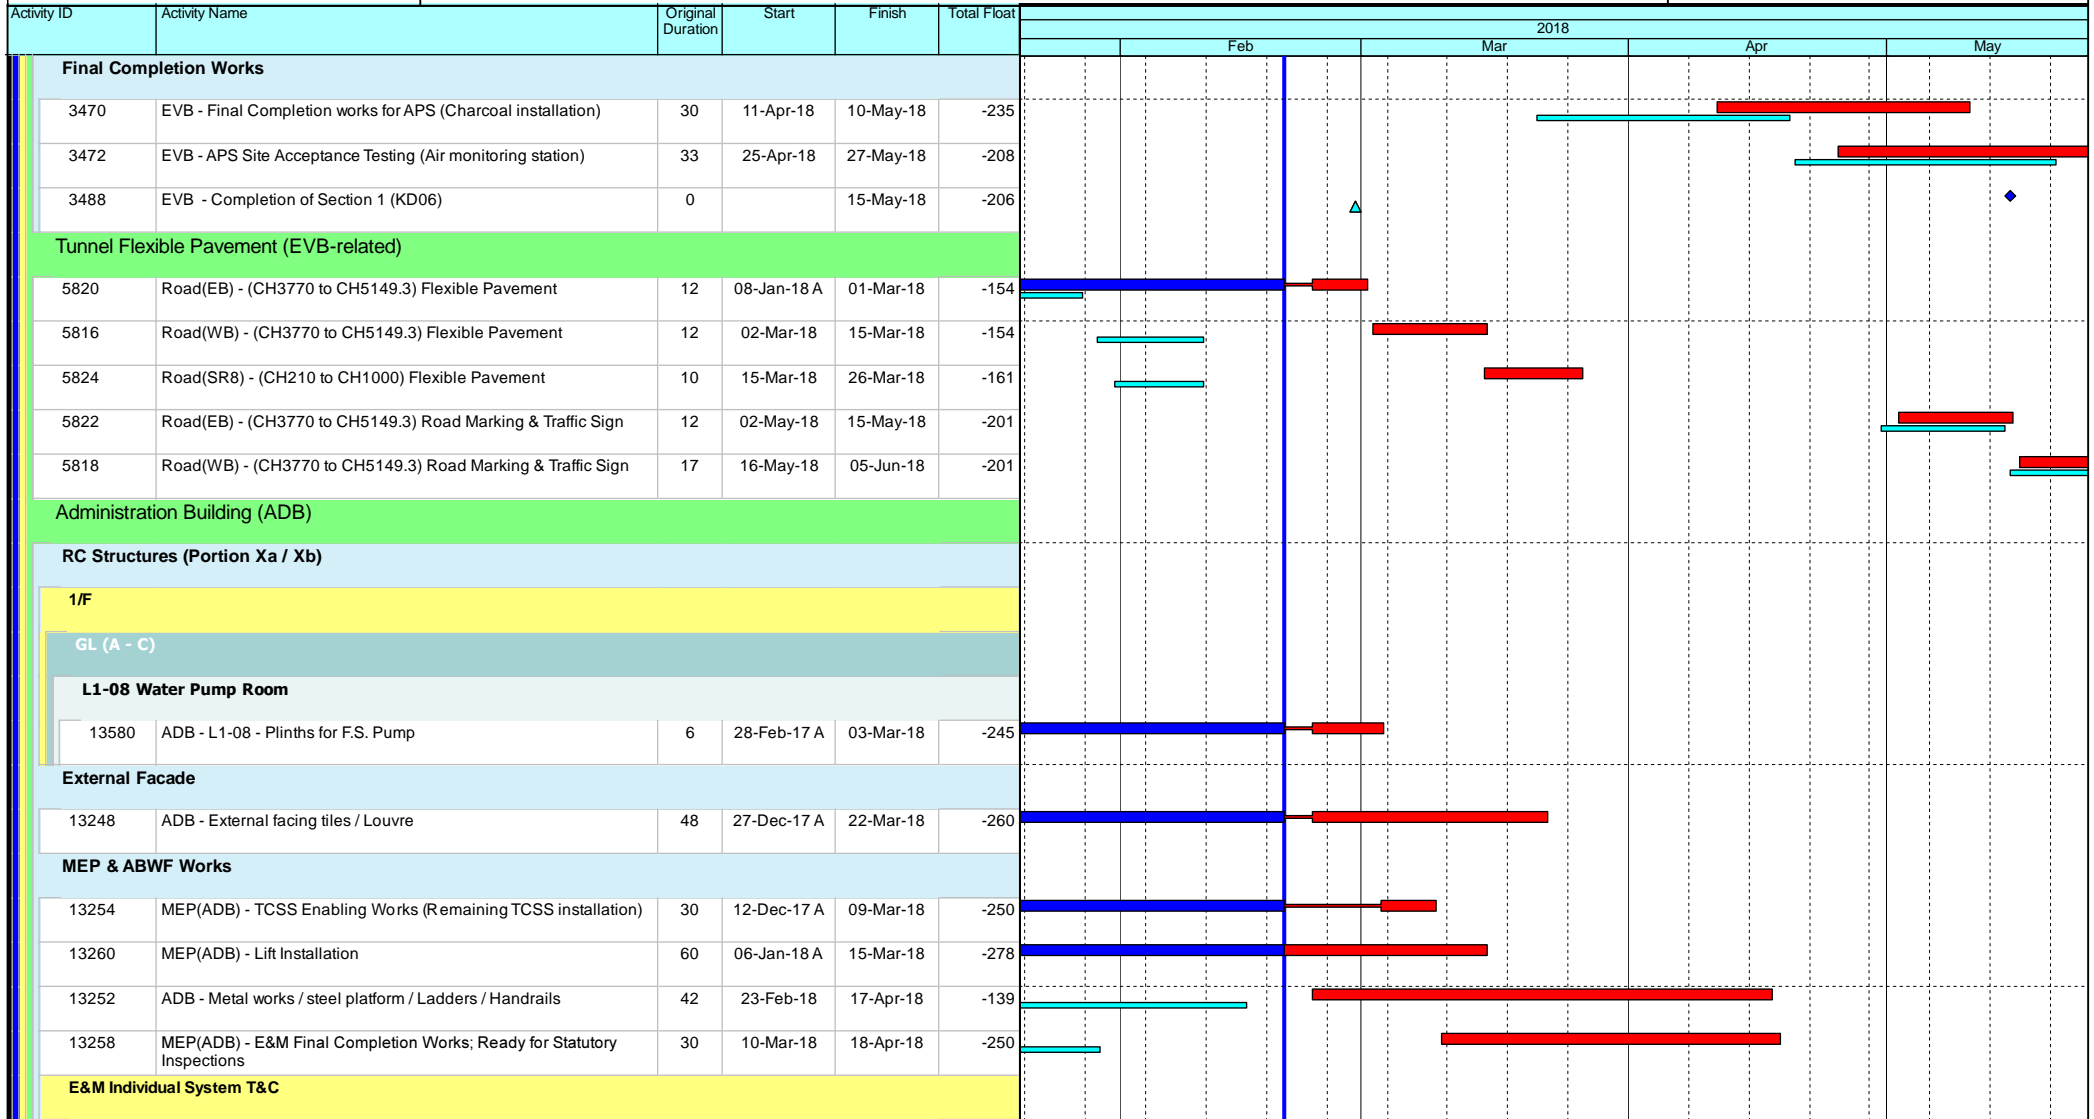 Activity ID Activity Name Original Duration Start Finish Total Float
2018
Feb Mar Apr May
Final Completion Works
3470 EVB - Final Completion works for APS (Charcoal installation) 30 11-Apr-18 10-May-18 -235
3472 EVB - APS Site Acceptance Testing (Air monitoring station) 33 25-Apr-18 27-May-18 -208
3488 EVB - Completion of Section 1 (KD06) 0 15-May-18 -206
Tunnel Flexible Pavement (EVB-related)
5820 Road(EB) - (CH3770 to CH5149.3) Flexible Pavement 12 08-Jan-18 A 01-Mar-18 -154
5816 Road(WB) - (CH3770 to CH5149.3) Flexible Pavement 12 02-Mar-18 15-Mar-18 -154
5824 Road(SR8) - (CH210 to CH1000) Flexible Pavement 10 15-Mar-18 26-Mar-18 -161
5822 Road(EB) - (CH3770 to CH5149.3) Road Marking & Traffic Sign 12 02-May-18 15-May-18 -201
5818 Road(WB) - (CH3770 to CH5149.3) Road Marking & Traffic Sign 17 16-May-18 05-Jun-18 -201
Administration Building (ADB)
RC Structures (Portion Xa / Xb)
1/F
GL (A - C)
L1-08 Water Pump Room
13580 ADB - L1-08 - Plinths for F.S. Pump 6 28-Feb-17 A 03-Mar-18 -245
External Facade
13248 ADB - External facing tiles / Louvre 48 27-Dec-17 A 22-Mar-18 -260
MEP & ABWF Works
13254 MEP(ADB) - TCSS Enabling Works (Remaining TCSS installation) 30 12-Dec-17 A 09-Mar-18 -250
13260 MEP(ADB) - Lift Installation 60 06-Jan-18 A 15-Mar-18 -278
13252 ADB - Metal works / steel platform / Ladders / Handrails 42 23-Feb-18 17-Apr-18 -139
13258 MEP(ADB) - E&M Final Completion Works; Ready for Statutory 30 10-Mar-18 18-Apr-18 -250
Inspections
E&M Individual System T&C